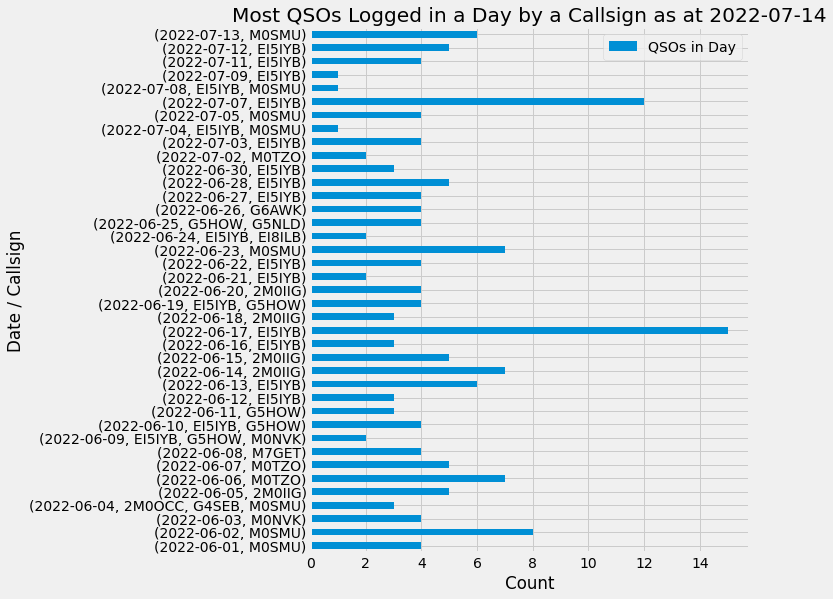 Most QSOs Logged in a Day by a Callsign as at 2022-07-14
(2022-07-13, M0SMU)
(2022-07-12, EI5IYB)
(2022-07-11, EI5IYB)
(2022-07-09, EI5IYB)
(2022-07-08, EI5IYB, M0SMU)
(2022-07-07, EI5IYB)
(2022-07-05, M0SMU)
(2022-07-04, EI5IYB, M0SMU)
(2022-07-03, EI5IYB)
(2022-07-02, M0TZO)
(2022-06-30, EI5IYB)
(2022-06-28, EI5IYB)
(2022-06-27, EI5IYB)
(2022-06-26, G6AWK)
(2022-06-25, G5HOW, G5NLD)
(2022-06-24, EI5IYB, EI8ILB)
(2022-06-23, M0SMU)
(2022-06-22, EI5IYB)
(2022-06-21, EI5IYB)
(2022-06-20, 2M0IIG)
(2022-06-19, EI5IYB, G5HOW)
(2022-06-18, 2M0IIG)
(2022-06-17, EI5IYB)
(2022-06-16, EI5IYB)
(2022-06-15, 2M0IIG)
(2022-06-14, 2M0IIG)
(2022-06-13, EI5IYB)
(2022-06-12, EI5IYB)
(2022-06-11, G5HOW)
(2022-06-10, EI5IYB, G5HOW)
(2022-06-09, EI5IYB, G5HOW, M0NVK)
(2022-06-08, M7GET)
(2022-06-07, M0TZO)
(2022-06-06, M0TZO)
(2022-06-05, 2M0IIG)
(2022-06-04, 2M0OCC, G4SEB, M0SMU)
(2022-06-03, M0NVK)
(2022-06-02, M0SMU)
(2022-06-01, M0SMU)
Date / Callsign
QSOs in Day
0 2 4 6 8 10 12 14
Count